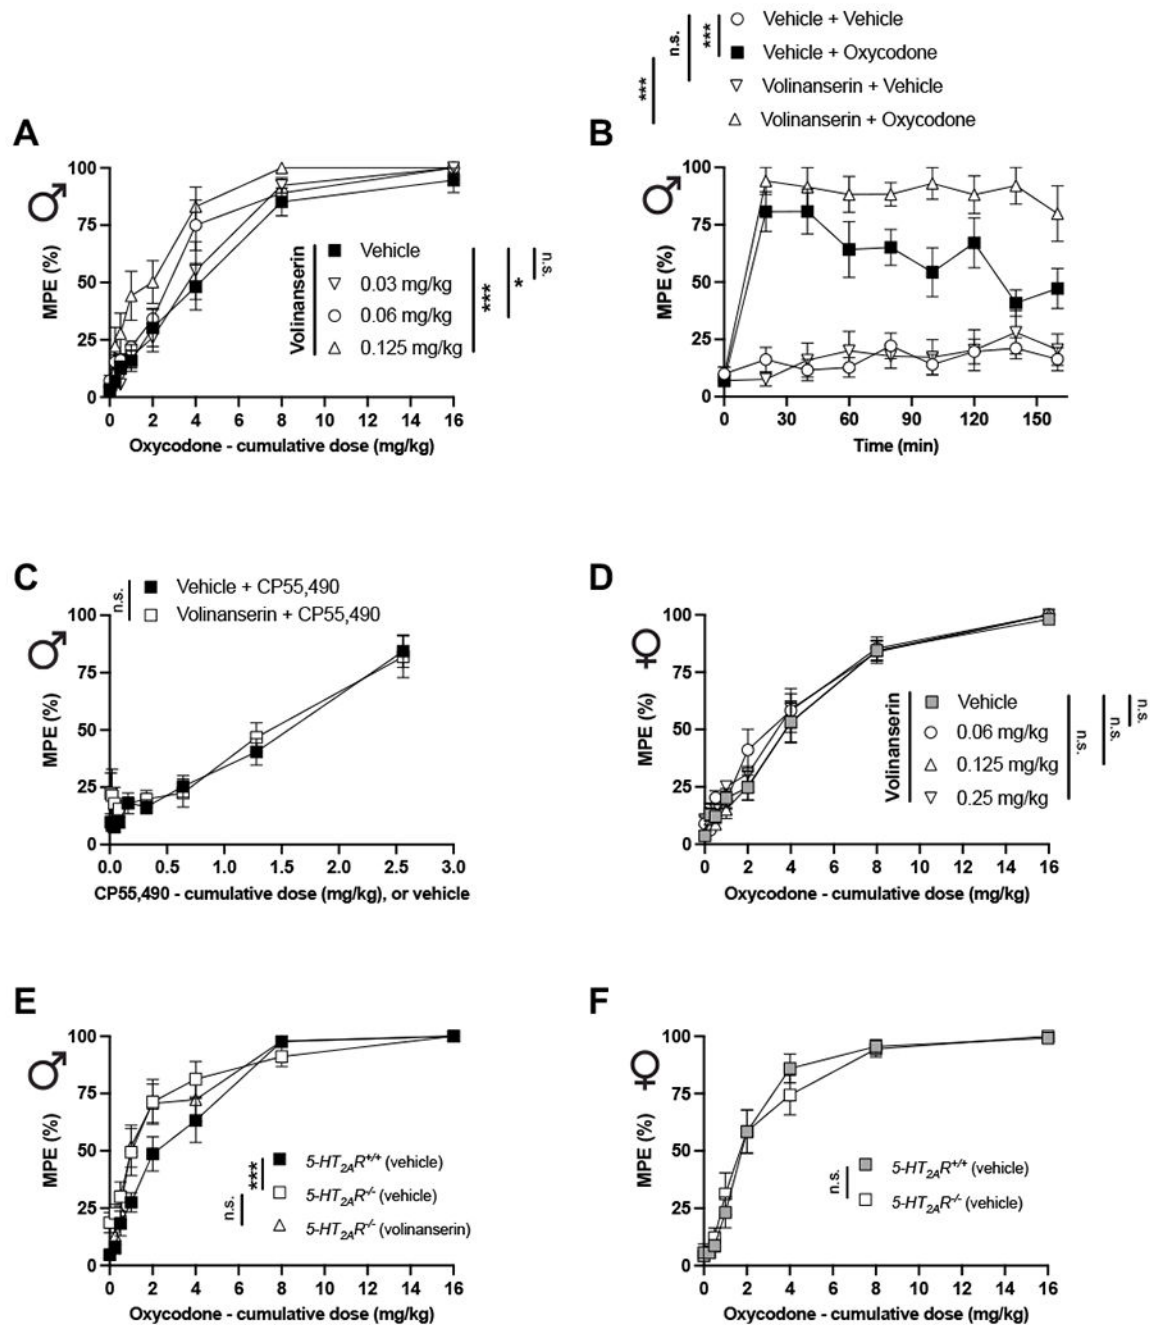 n.s.
***
***
Vehicle + Vehicle
Vehicle + Oxycodone
Volinanserin + Vehicle
Volinanserin + Oxycodone
A
♂
MPE (%)
100
75
50
25
0
0 2 4 6 8 10 12 14 16
Oxycodone - cumulative dose (mg/kg)
Volinanserin
Vehicle
0.03 mg/kg
0.06 mg/kg
0.125 mg/kg
***
*
n.s.
B
♂
MPE (%)
100
75
50
25
0
0 30 60 90 120 150
Time (min)
C
♂
n.s.
Vehicle + CP55,490
Volinanserin + CP55,490
MPE (%)
100
75
50
25
0
0.0 0.5 1.0 1.5 2.0 2.5 3.0
CP55,490 - cumulative dose (mg/kg), or vehicle
D
♀
MPE (%)
100
75
50
25
0
0 2 4 6 8 10 12 14 16
Oxycodone - cumulative dose (mg/kg)
Volinanserin
Vehicle
0.06 mg/kg
0.125 mg/kg
0.25 mg/kg
n.s.
n.s.
n.s.
E
♂
MPE (%)
100
75
50
25
0
0 2 4 6 8 10 12 14 16
Oxycodone - cumulative dose (mg/kg)
***
n.s.
5-HT2AR+/+ (vehicle)
5-HT2AR-/- (vehicle)
5-HT2AR-/- (volinanserin)
F
♀
MPE (%)
100
75
50
25
0
0 2 4 6 8 10 12 14 16
Oxycodone - cumulative dose (mg/kg)
n.s.
5-HT2AR+/+ (vehicle)
5-HT2AR-/- (vehicle)